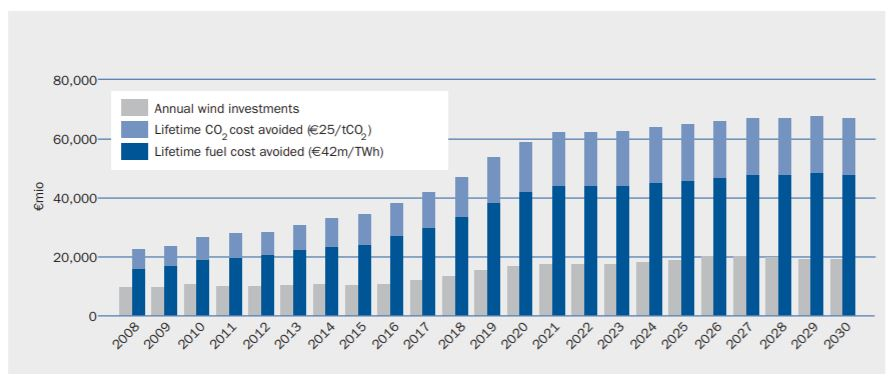 80,000
Annual wind investments
Lifetime CO2 cost avoided (€25/tCO2)
60,000
Lifetime fuel cost avoided (€42m/TWh)
€mio
40,000
20,000
0
2008 2009 2010 2011 2012 2013 2014 2015 2016 2017 2018 2019 2020 2021 2022 2023 2024 2025 2026 2027 2028 2029 2030